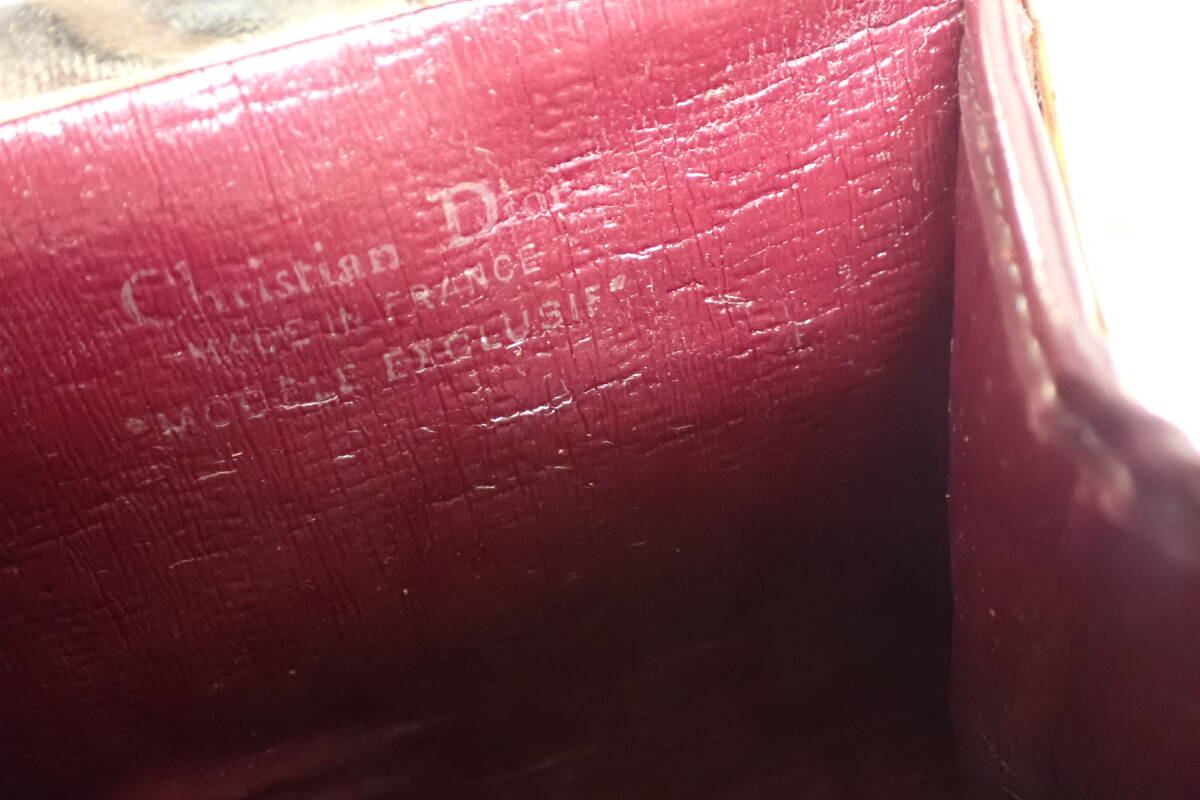 Christian Dior
-MADE IN FRANCE-
"MODELE EXCLUSIF"